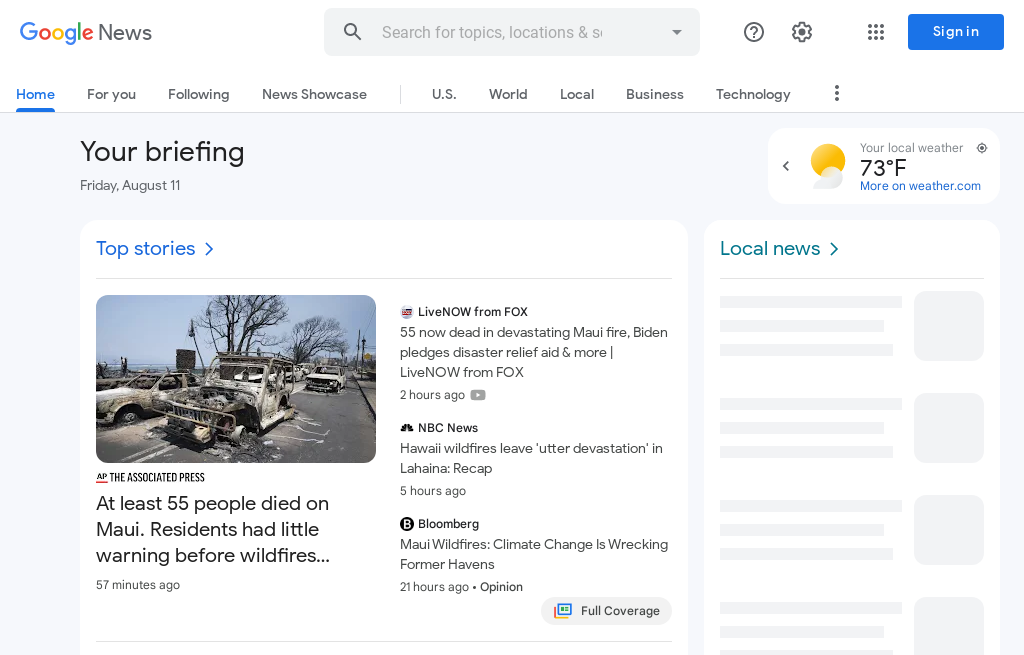 Google News
Search for topics, locations & s
Sign in
Home
For you
Following
News Showcase
U.S.
World
Local
Business
Technology
Your briefing
Friday, August 11
Your local weather
73°F
More on weather.com
Top stories
AP THE ASSOCIATED PRESS
At least 55 people died on
Maui. Residents had little
warning before wildfires...
57 minutes ago
LiveNOW from FOX
55 now dead in devastating Maui fire, Biden
pledges disaster relief aid & more |
LiveNOW from FOX
2 hours ago
NBC News
Hawaii wildfires leave 'utter devastation' in
Lahaina: Recap
5 hours ago
Bloomberg
Maui Wildfires: Climate Change Is Wrecking
Former Havens
21 hours ago • Opinion
Full Coverage
Local news